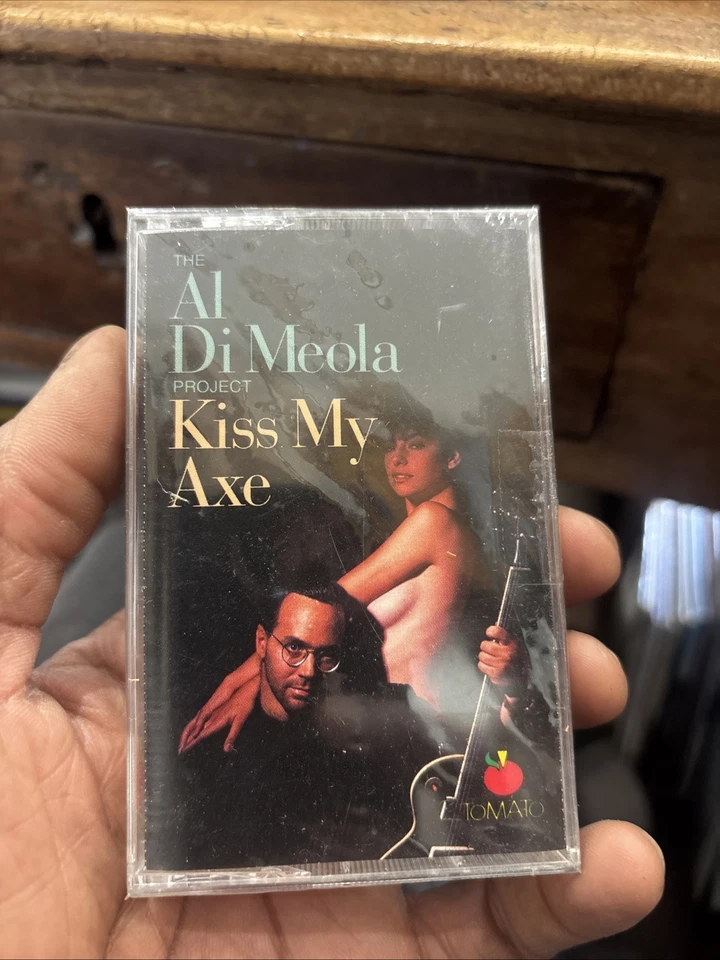 THE
Al
Di Meola
PROJECT
Kiss My
Axe
TOMATO